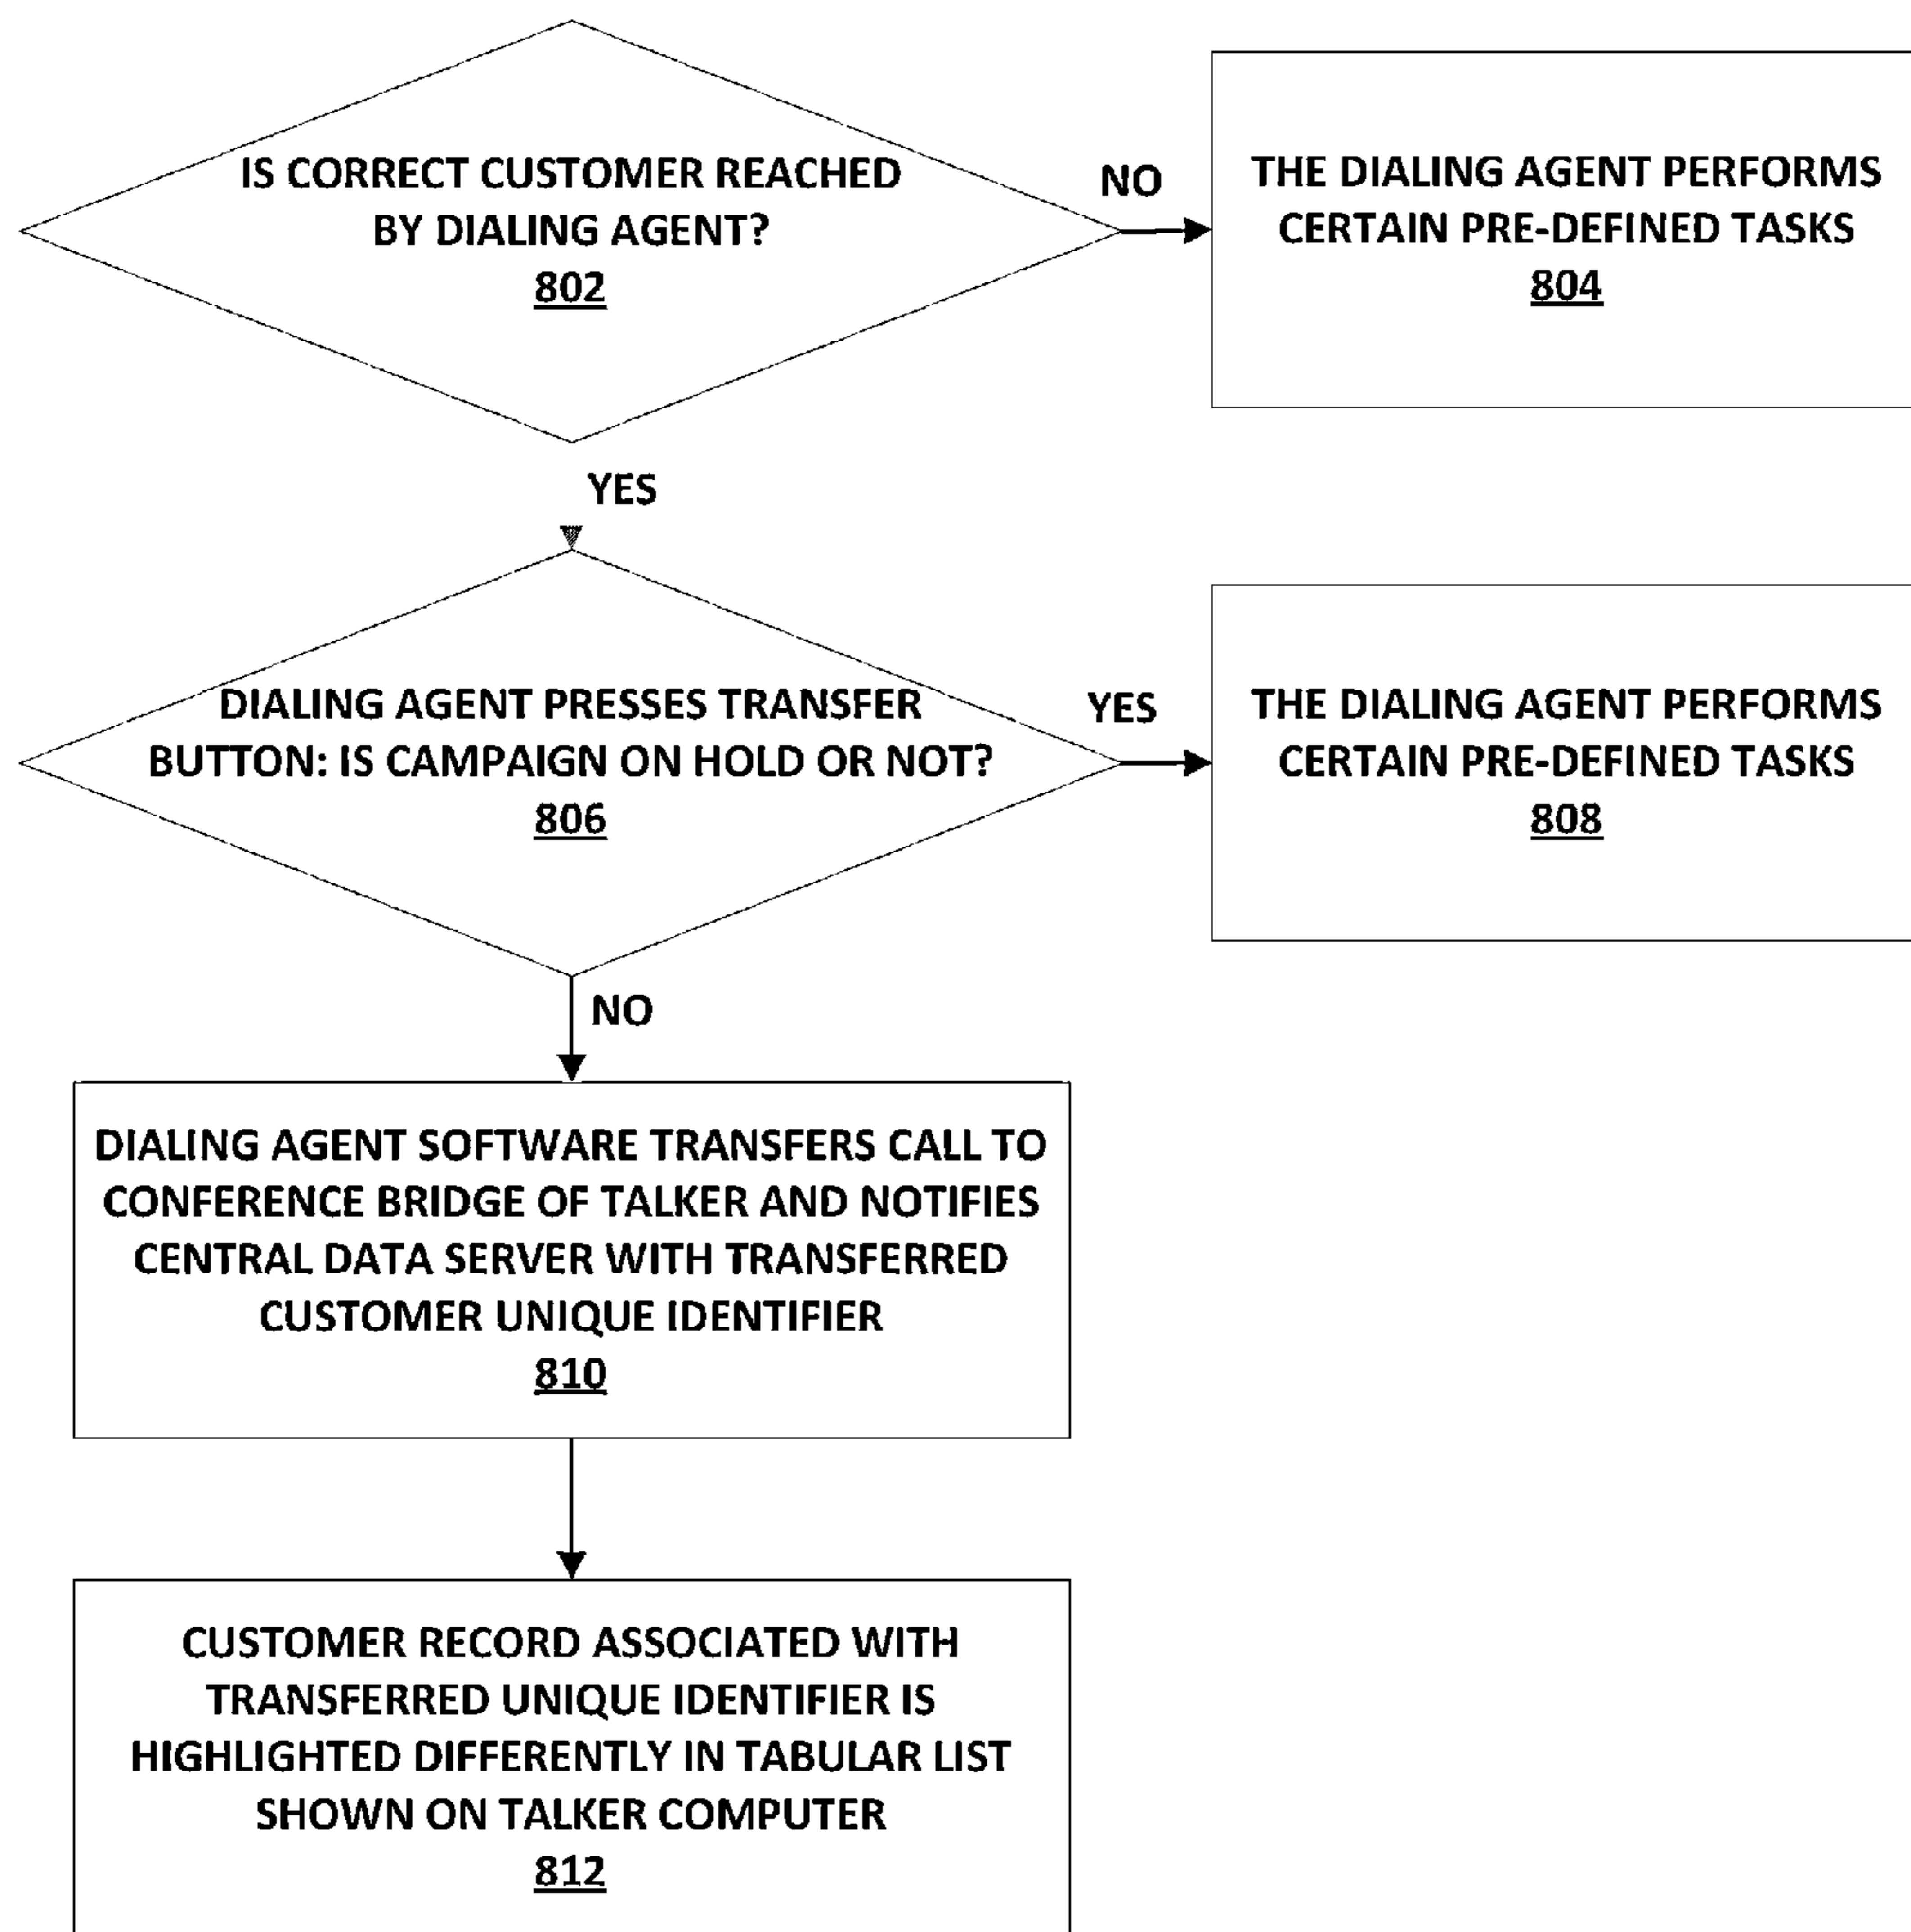 IS CORRECT CUSTOMER REACHED
BY DIALING AGENT?
802
NO
THE DIALING AGENT PERFORMS
CERTAIN PRE-DEFINED TASKS
804
YES
DIALING AGENT PRESSES TRANSFER
BUTTON: IS CAMPAIGN ON HOLD OR NOT?
806
YES
THE DIALING AGENT PERFORMS
CERTAIN PRE-DEFINED TASKS
808
NO
DIALING AGENT SOFTWARE TRANSFERS CALL TO
CONFERENCE BRIDGE OF TALKER AND NOTIFIES
CENTRAL DATA SERVER WITH TRANSFERRED
CUSTOMER UNIQUE IDENTIFIER
810
CUSTOMER RECORD ASSOCIATED WITH
TRANSFERRED UNIQUE IDENTIFIER IS
HIGHLIGHTED DIFFERENTLY IN TABULAR LIST
SHOWN ON TALKER COMPUTER
812